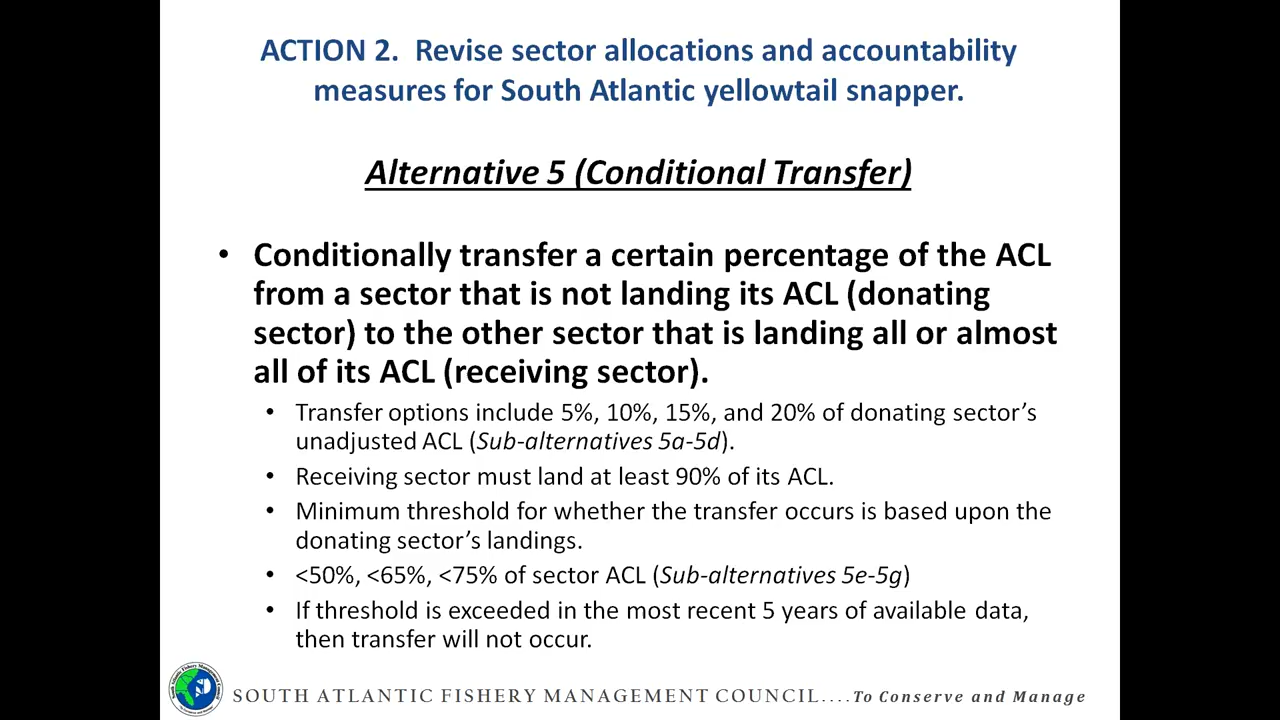 ACTION 2.  Revise sector allocations and accountability
measures for South Atlantic yellowtail snapper.
Alternative 5 (Conditional Transfer)
• Conditionally transfer a certain percentage of the ACL
from a sector that is not landing its ACL (donating
sector) to the other sector that is landing all or almost
all of its ACL (receiving sector).
• Transfer options include 5%, 10%, 15%, and 20% of donating sector's
unadjusted ACL (Sub-alternatives 5a-5d).
• Receiving sector must land at least 90% of its ACL.
• Minimum threshold for whether the transfer occurs is based upon the
donating sector's landings.
• <50%, <65%, <75% of sector ACL (Sub-alternatives 5e-5g)
• If threshold is exceeded in the most recent 5 years of available data,
then transfer will not occur.
SOUTH ATLANTIC FISHERY MANAGEMENT COUNCIL....To Conserve and Manage